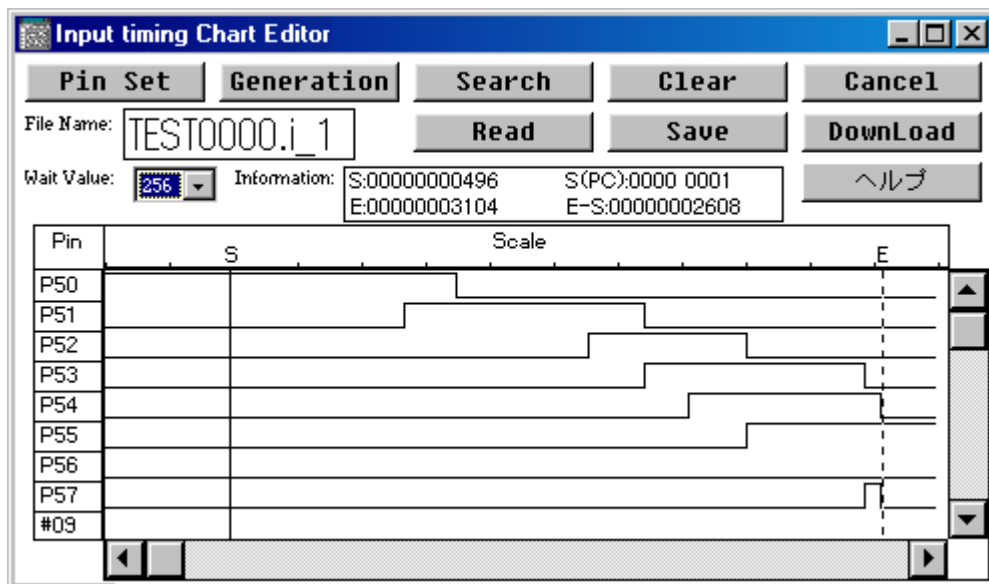 Input timing Chart Editor
Pin Set Generation Search Clear Cancel
File Name: TEST0000.i_1 Read Save DownLoad
Wait Value: 256 Information: S:00000000496 S(PC):0000 0001 ヘルプ
E:00000003104 E-S:00000002608
Pin Scale
S E
P50
P51
P52
P53
P54
P55
P56
P57
#09